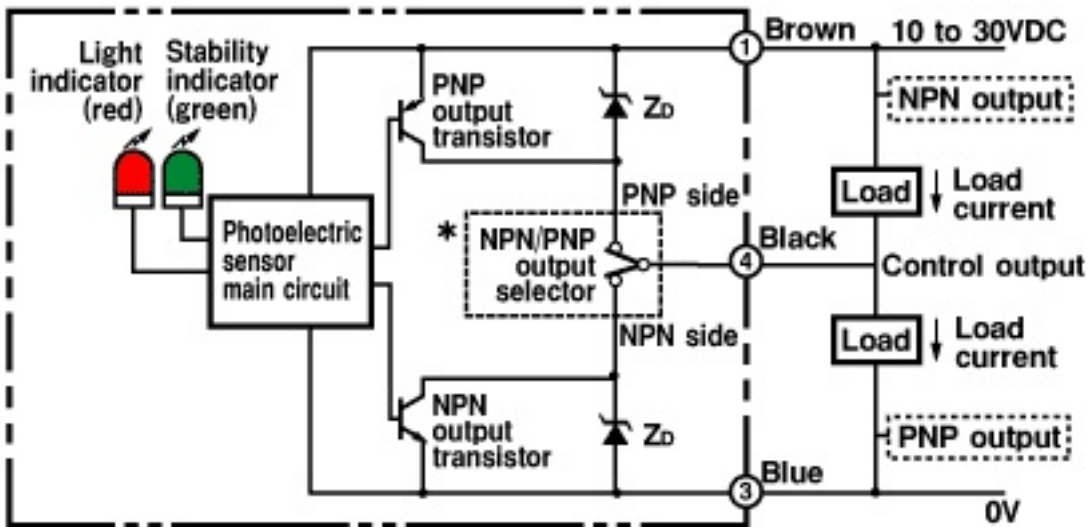 Light
indicator
(red)
Stability
indicator
(green)
PNP
output
transistor
ZD
1
Brown
10 to 30VDC
NPN output
Load
Load
current
PNP side
Photoelectric
sensor
main circuit
*
NPN/PNP
output
selector
4
Black
Control output
NPN side
Load
Load
current
NPN
output
transistor
ZD
PNP output
3
Blue
0V